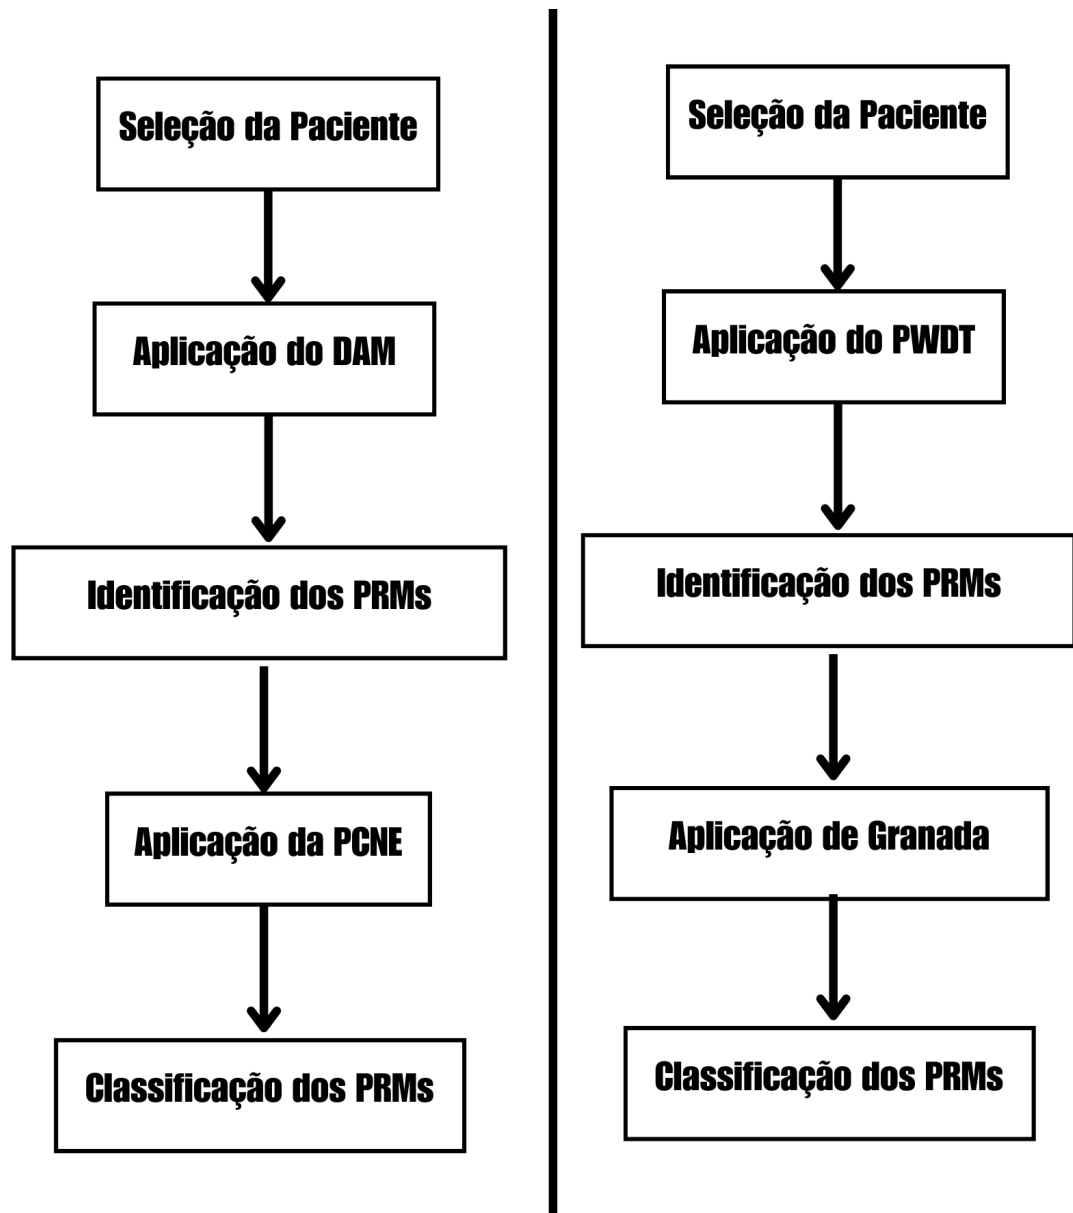 Seleção da Paciente
Aplicação do DAM
Identificação dos PRMs
Aplicação da PCNE
Classificação dos PRMs
Seleção da Paciente
Aplicação do PWDT
Identificação dos PRMs
Aplicação de Granada
Classificação dos PRMs